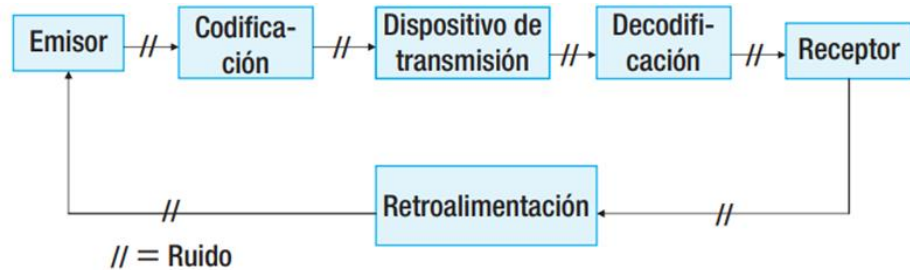 Emisor
//
Codifica-
ción
//
Dispositivo de
transmisión
//
Decodifi-
cación
//
Receptor
//
Retroalimentación
//
// = Ruido